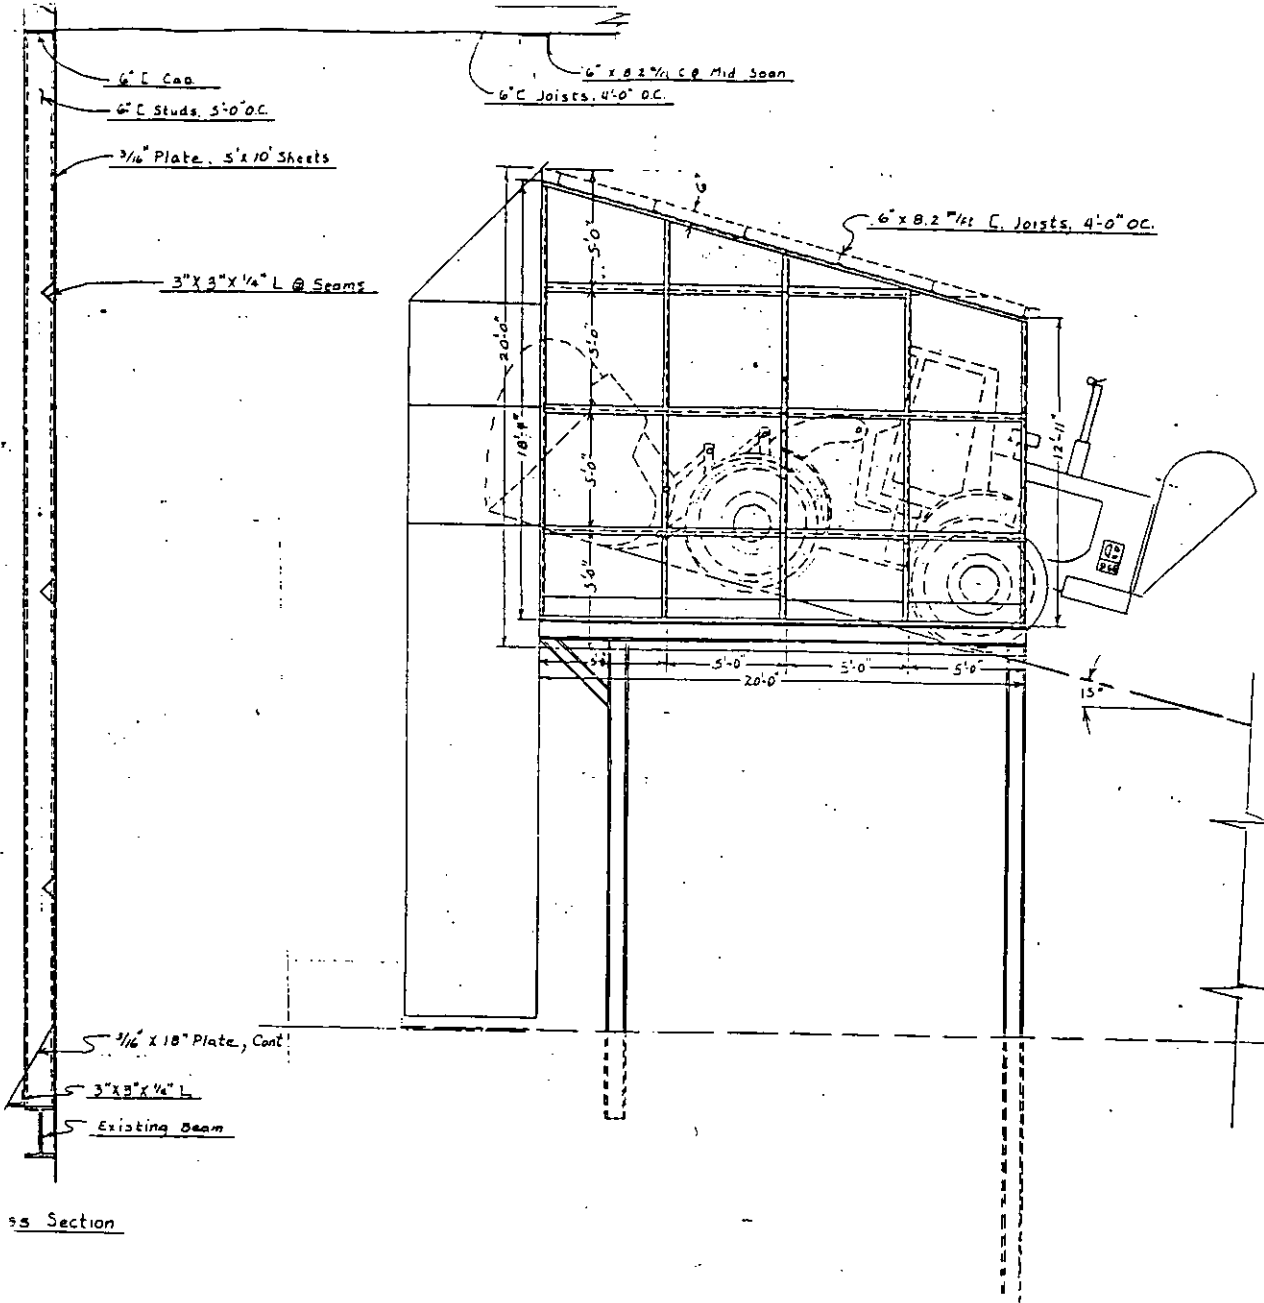 6" [ Cap
6" [ Studs, 5'-0" O.C.
3/16" Plate, 5' x 10' Sheets
3" X 3" X 1/4" L @ Seams
6" x 8.2 #/ft [ @ Mid Span
6" [ Joists, 4'-0" O.C.
6"
6" x 8.2 #/ft [ Joists, 4'-0" O.C.
5'-0"
5'-0"
5'-0"
5'-0"
20'-0"
12'-11"
5'-0"
5'-0"
5'-0"
20'-0"
15°
3/16" X 18" Plate, Cont
3" X 3" X 1/4" L
Existing Beam
ss Section